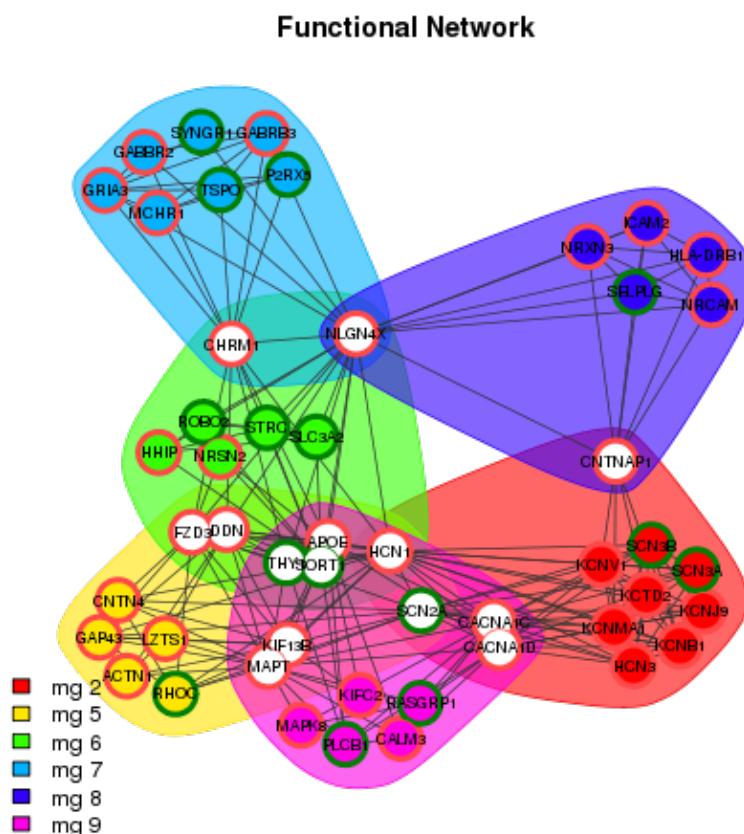 Functional Network
SYNGR1
GABRB3
GABBR2
P2RX5
GRIA3
TSPO
MCHR1
ICAM2
NRXN3
HLA-DRB1
SELPLG
NRCAM
CHRM1
NLGN4X
ROBO2
STRC
SLC3A2
HHIP
NRSN2
CNTNAP1
FZD3
DDN
APOE
HCN1
THY1
SORT1
SCN3B
KCNV1
SCN3A
KCTD2
KCNJ9
KCNMA1
KCNB1
HCN3
CNTN4
SCN2A
CACNA1C
GAP43
LZTS1
KIF13B
CACNA1D
ACTN1
MAPT
RHOC
KIFC2
RASGRP1
MAPK8
PLCB1
CALM3
mg 2
mg 5
mg 6
mg 7
mg 8
mg 9